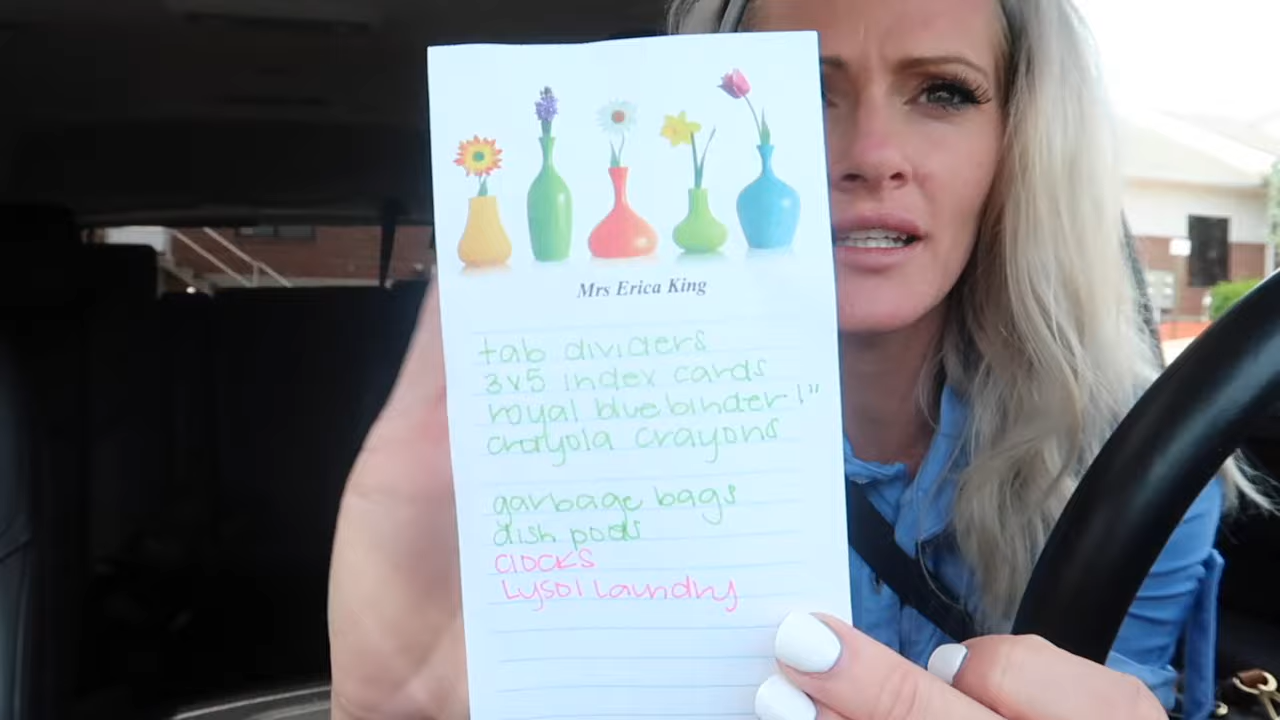 Mrs Erica King
tab dividers
3x5 index cards
royal blue binder 1"
crayola crayons
garbage bags
dish pods
clocks
Lysol Laundry